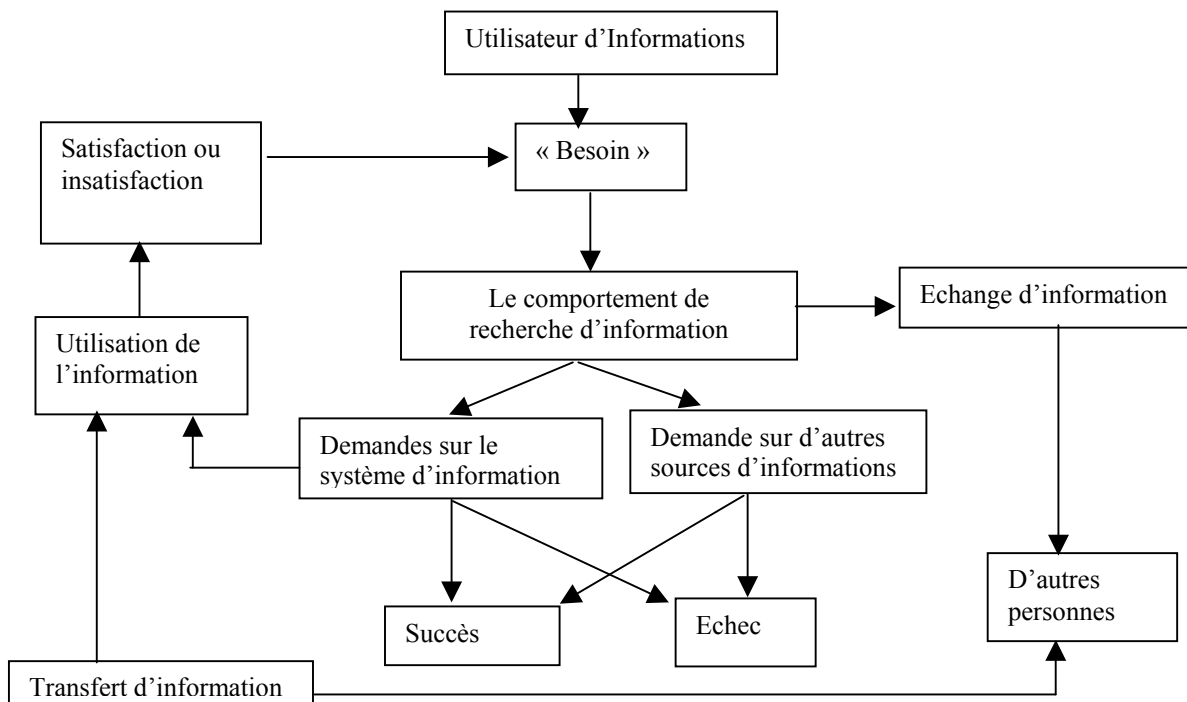 Utilisateur d’Informations
Satisfaction ou
insatisfaction
« Besoin »
Le comportement de
recherche d’information
Echange d’information
Utilisation de
l’information
Demandes sur le
système d’information
Demande sur d’autres
sources d’informations
D’autres
personnes
Succès
Echec
Transfert d’information